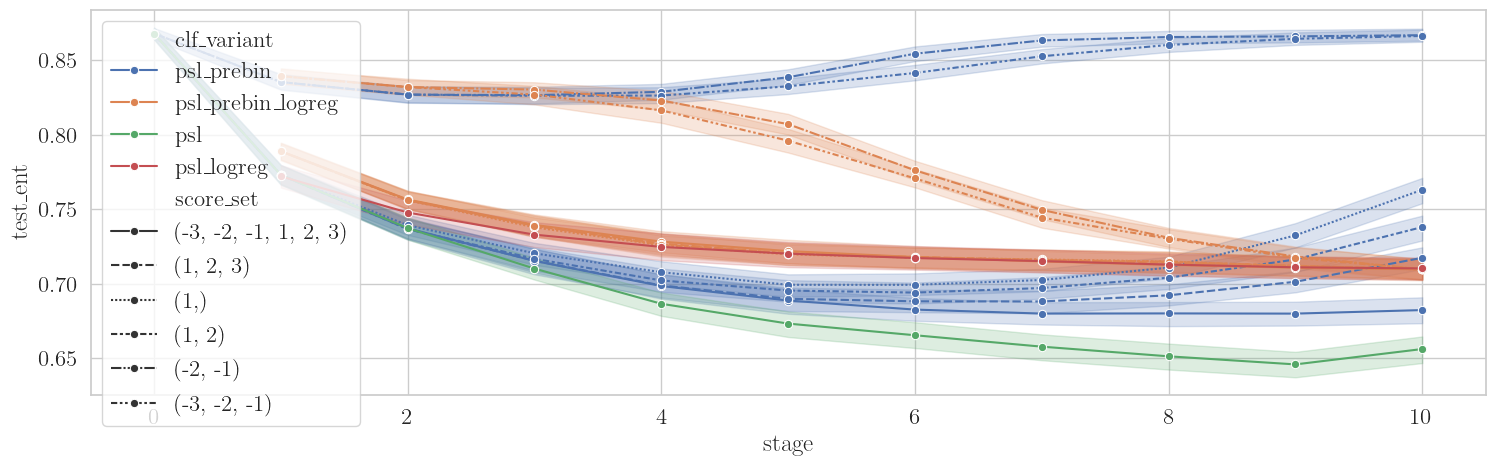 clf_variant
psl_prebin
psl_prebin_logreg
psl
psl_logreg
score_set
(-3, -2, -1, 1, 2, 3)
(1, 2, 3)
(1,)
(1, 2)
(-2, -1)
(-3, -2, -1)
test_ent
0.85
0.80
0.75
0.70
0.65
0 2 4 6 8 10
stage